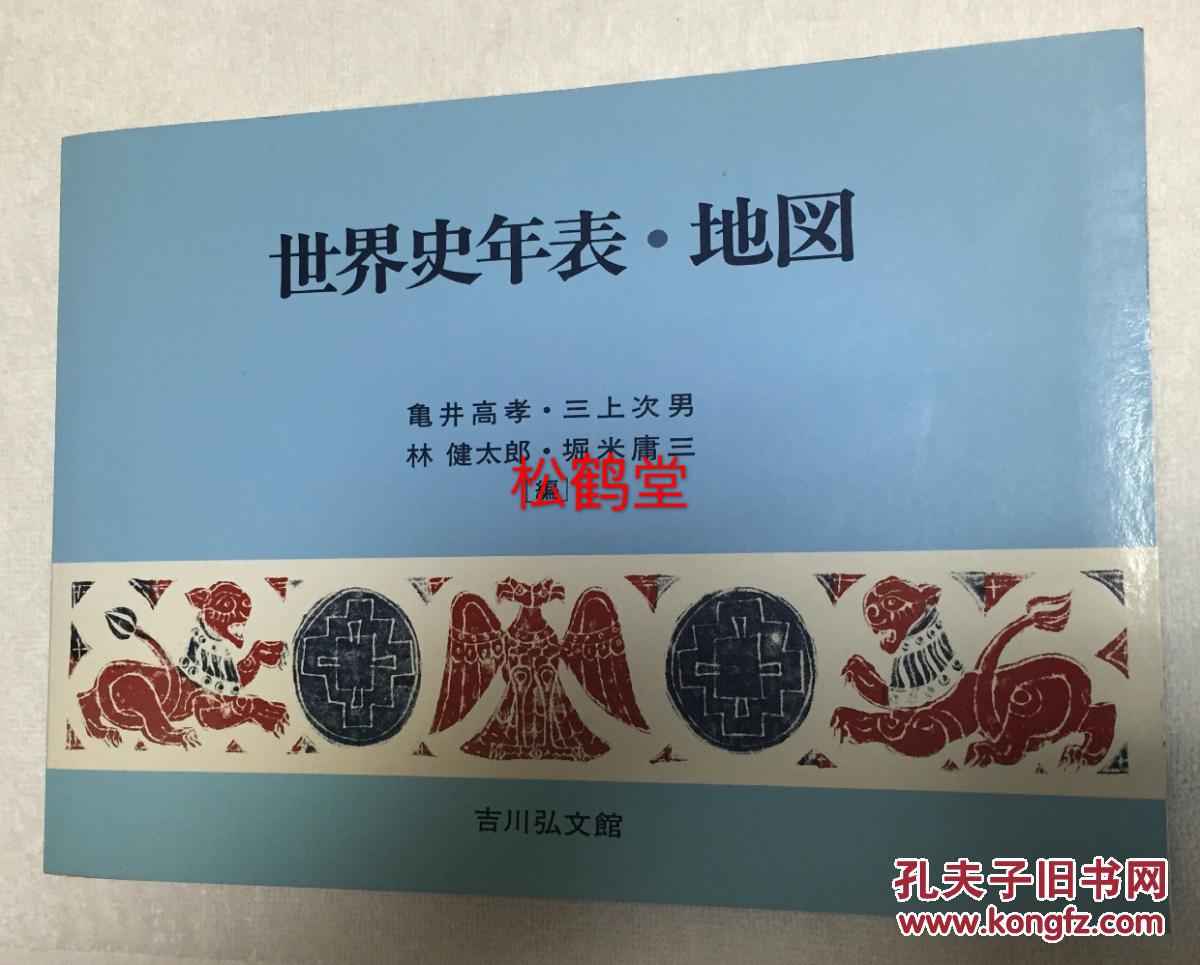 世界史年表・地図
亀井高孝・三上次男
林 健太郎・堀米庸三
[編]
松鹤堂
吉川弘文館
孔夫子旧书网
www.kongfz.com